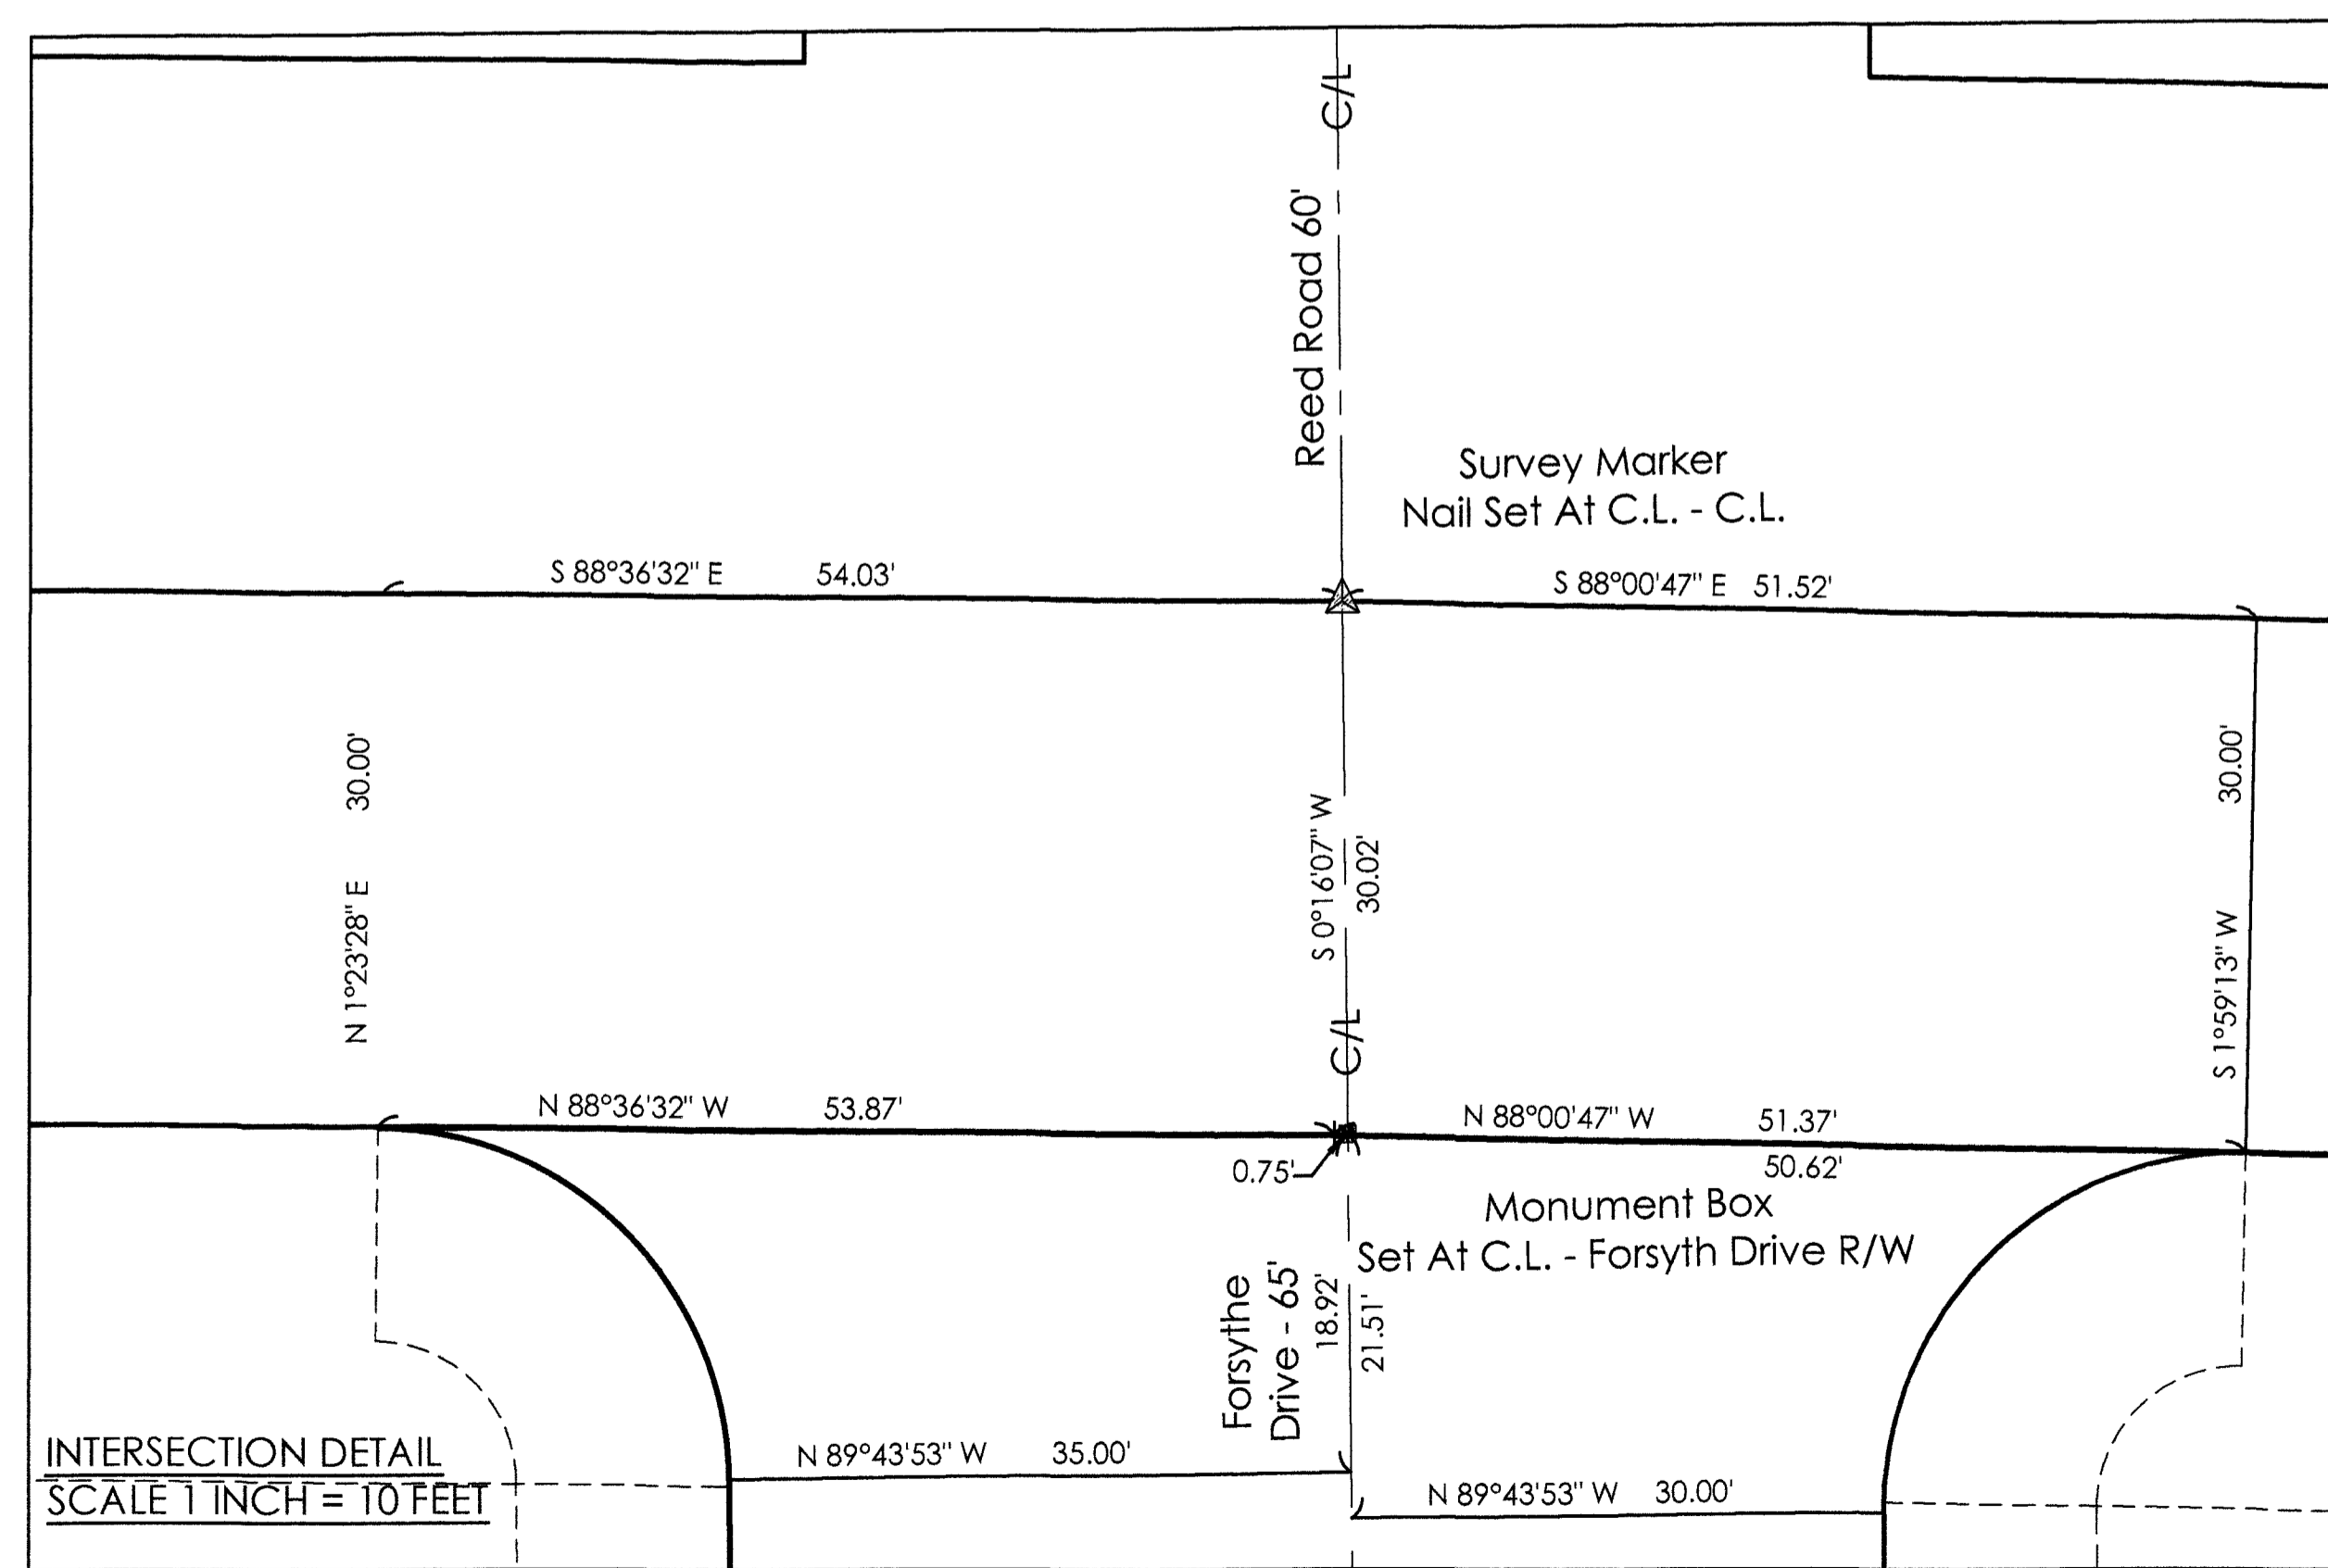 C/L
Reed Road 60'
Survey Marker
Nail Set At C.L. - C.L.
S 88°36'32" E 54.03'
S 88°00'47" E 51.52'
N 1°23'28" E 30.00'
S 0°16'07" W
30.02'
S 1°59'13" W 30.00'
C/L
N 88°36'32" W 53.87'
N 88°00'47" W 51.37'
0.75'
50.62'
Monument Box
Set At C.L. - Forsyth Drive R/W
Forsythe
Drive - 65'
18.92'
21.51'
INTERSECTION DETAIL
SCALE 1 INCH = 10 FEET
N 89°43'53" W 35.00'
N 89°43'53" W 30.00'